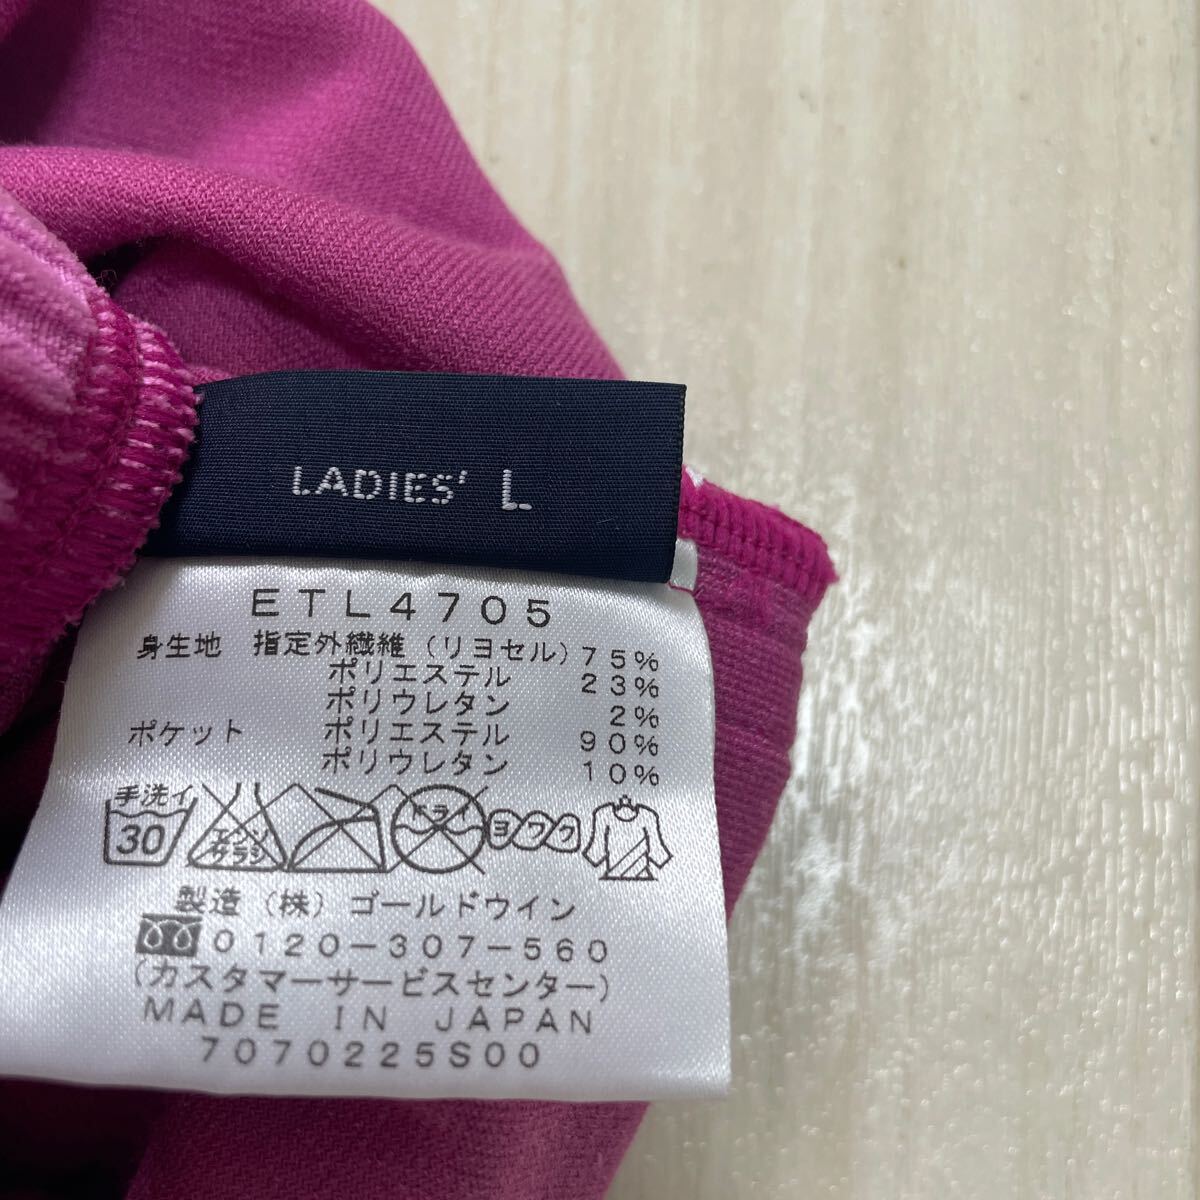 LADIES' L
ETL4705
身生地 指定外繊維(リヨセル)75%
ポリエステル 23%
ポリウレタン 2%
ポケット ポリエステル 90%
ポリウレタン 10%
手洗イ 30 エンソサラシ ドライ ヨワク
製造(株)ゴールドウイン
0120-307-560
(カスタマーサービスセンター)
MADE IN JAPAN
7070225S00